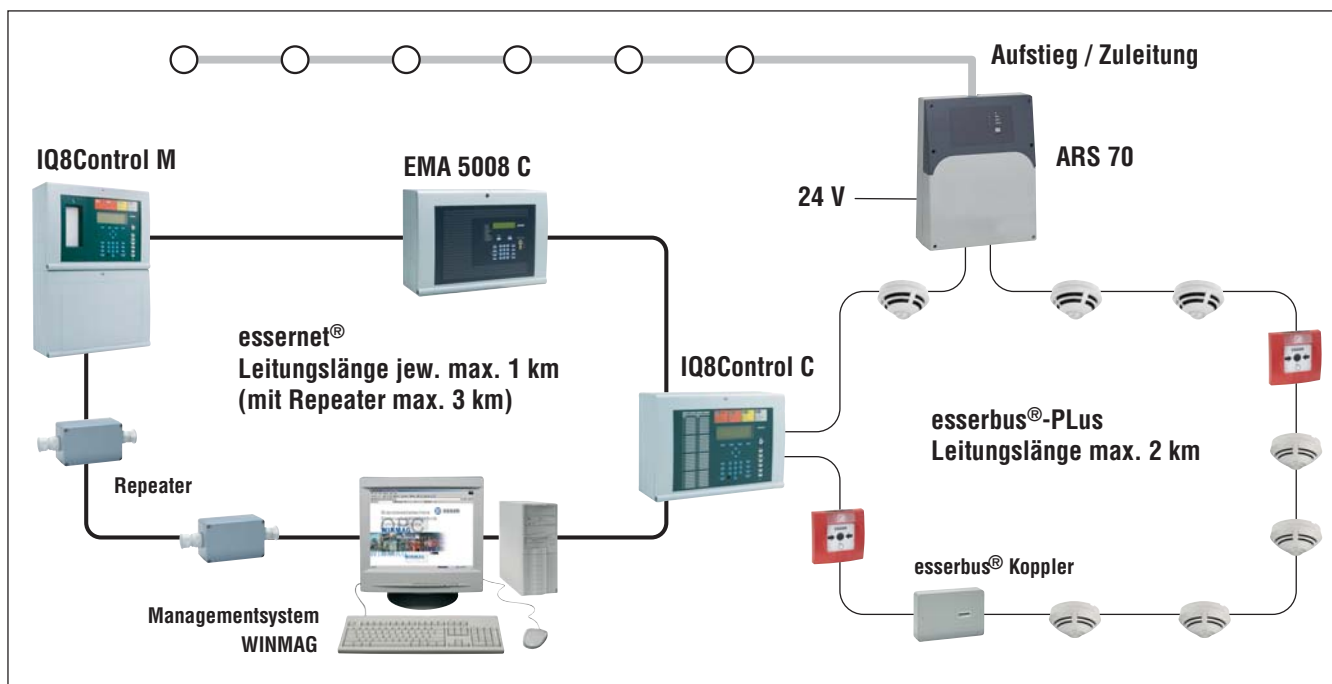 Aufstieg / Zuleitung
IQ8Control M
EMA 5008 C
ARS 70
24 V
essernet®
Leitungslänge jew. max. 1 km
(mit Repeater max. 3 km)
IQ8Control C
esserbus®-PLus
Leitungslänge max. 2 km
Repeater
esserbus® Koppler
Managementsystem
WINMAG